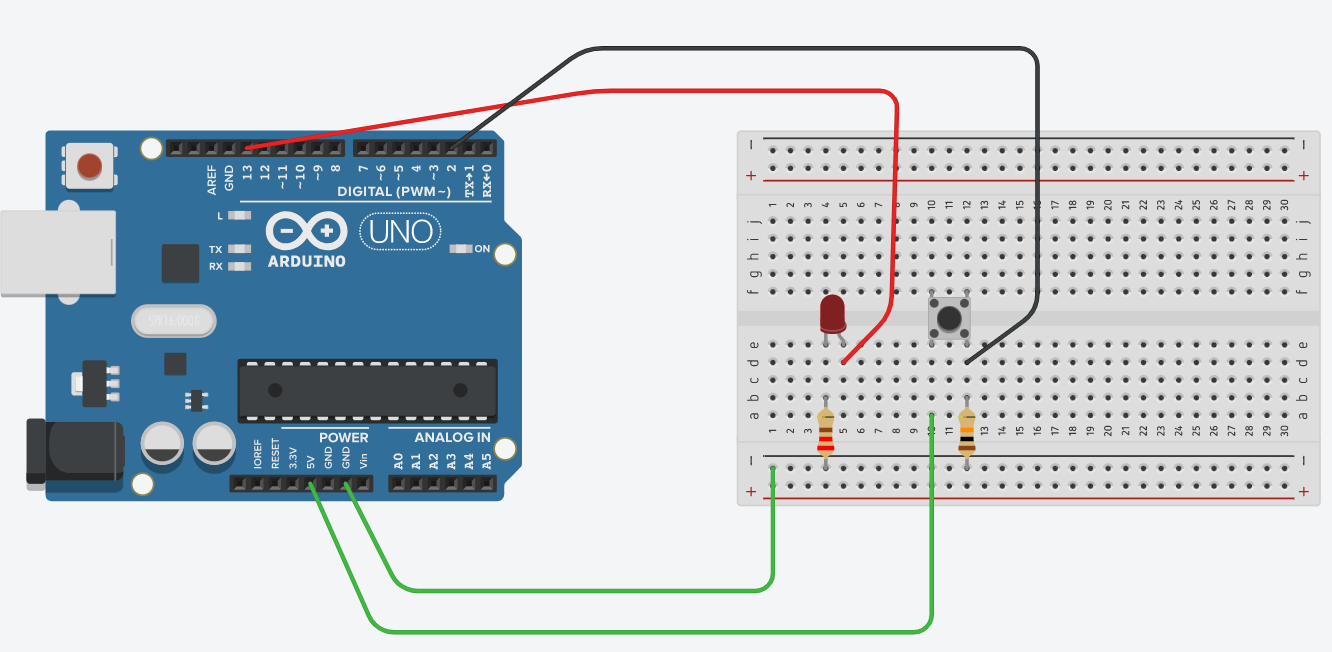 AREF GND 13 12 ~11 ~10 ~9 8 7 ~6 ~5 4 ~3 2 TX→1 RX←0
DIGITAL (PWM~)
L
TX
RX
UNO
ON
ARDUINO
POWER
ANALOG IN
IOREF RESET 3.3V 5V GND GND Vin A0 A1 A2 A3 A4 A5
1 2 3 4 5 6 7 8 9 10 11 12 13 14 15 16 17 18 19 20 21 22 23 24 25 26 27 28 29 30
j j
i i
h h
g g
f f
e e
d d
c c
b b
a a
1 2 3 4 5 6 7 8 9 10 11 12 13 14 15 16 17 18 19 20 21 22 23 24 25 26 27 28 29 30